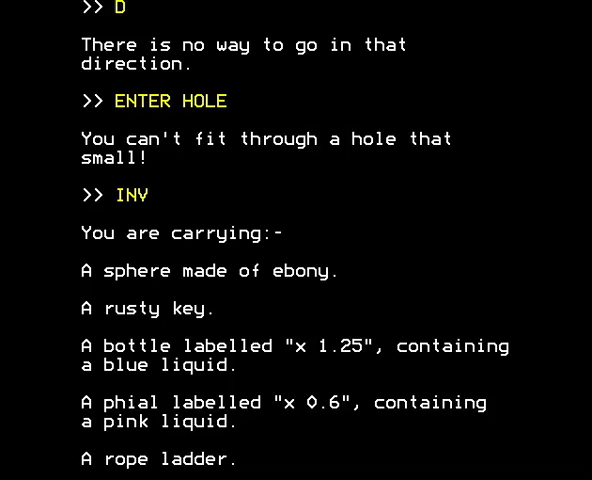 >> D
There is no way to go in that
direction.
>> ENTER HOLE
You can't fit through a hole that
small!
>> INV
You are carrying:-
A sphere made of ebony.
A rusty key.
A bottle labelled "x 1.25", containing
a blue liquid.
A phial labelled "x 0.6", containing
a pink liquid.
A rope ladder.